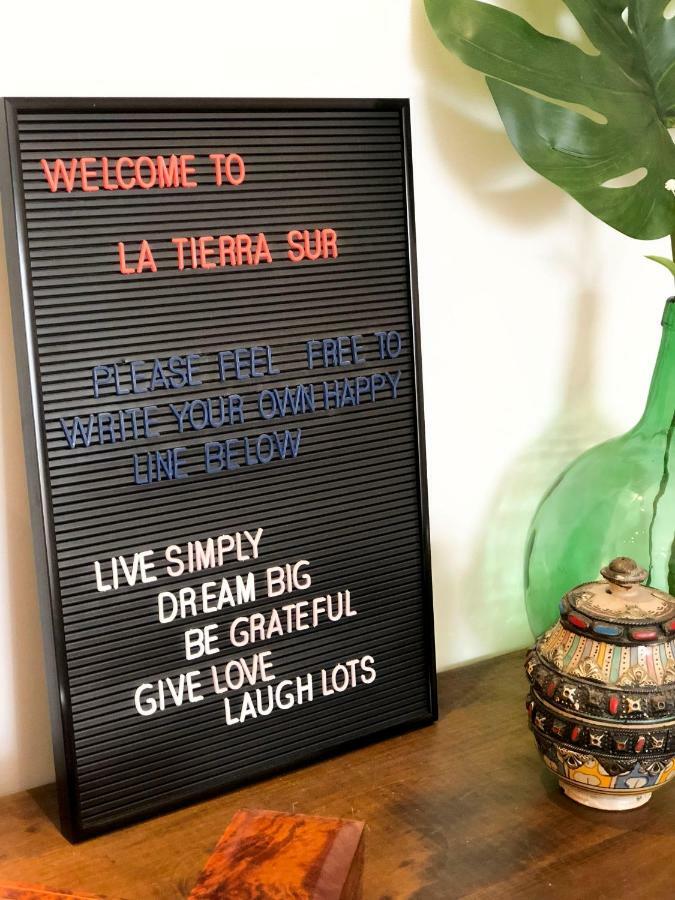 WELCOME TO
LA TIERRA SUR
PLEASE FEEL FREE TO
WRITE YOUR OWN HAPPY
LINE BELOW
LIVE SIMPLY
DREAM BIG
BE GRATEFUL
GIVE LOVE
LAUGH LOTS